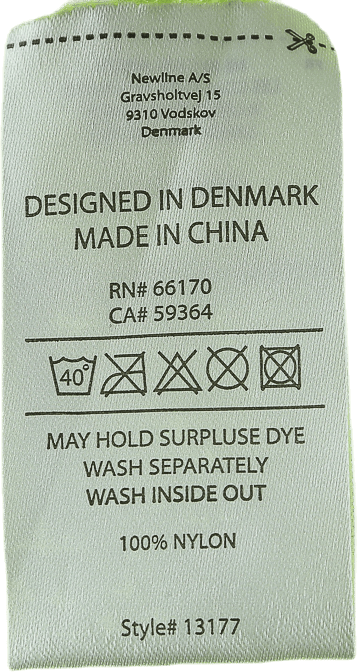 Newline A/S
Gravsholtvej 15
9310 Vodskov
Denmark
DESIGNED IN DENMARK
MADE IN CHINA
RN# 66170
CA# 59364
40°
MAY HOLD SURPLUSE DYE
WASH SEPARATELY
WASH INSIDE OUT
100% NYLON
Style# 13177